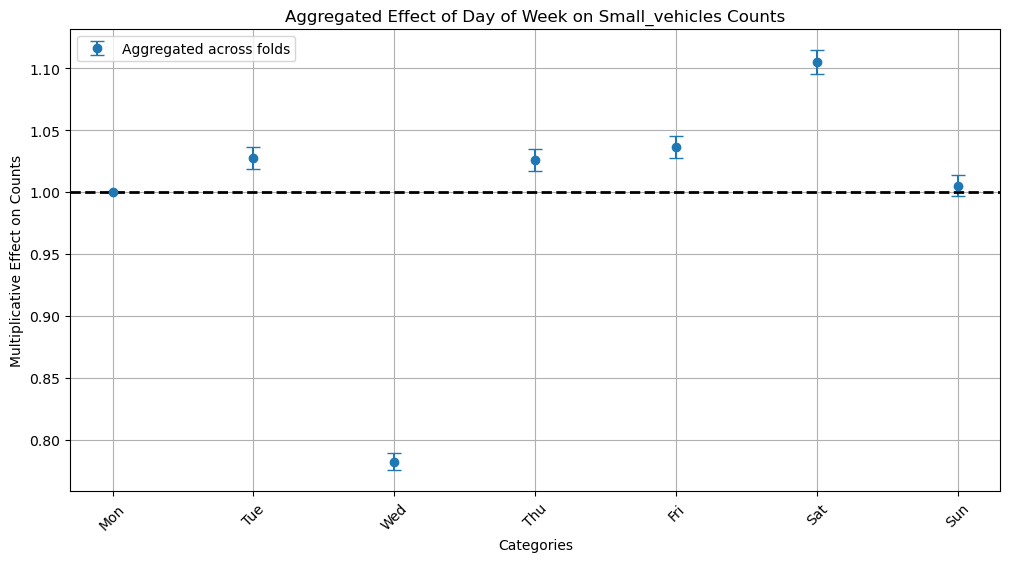 Aggregated Effect of Day of Week on Small_vehicles Counts
Aggregated across folds
Multiplicative Effect on Counts
1.10
1.05
1.00
0.95
0.90
0.85
0.80
Mon
Tue
Wed
Thu
Fri
Sat
Sun
Categories